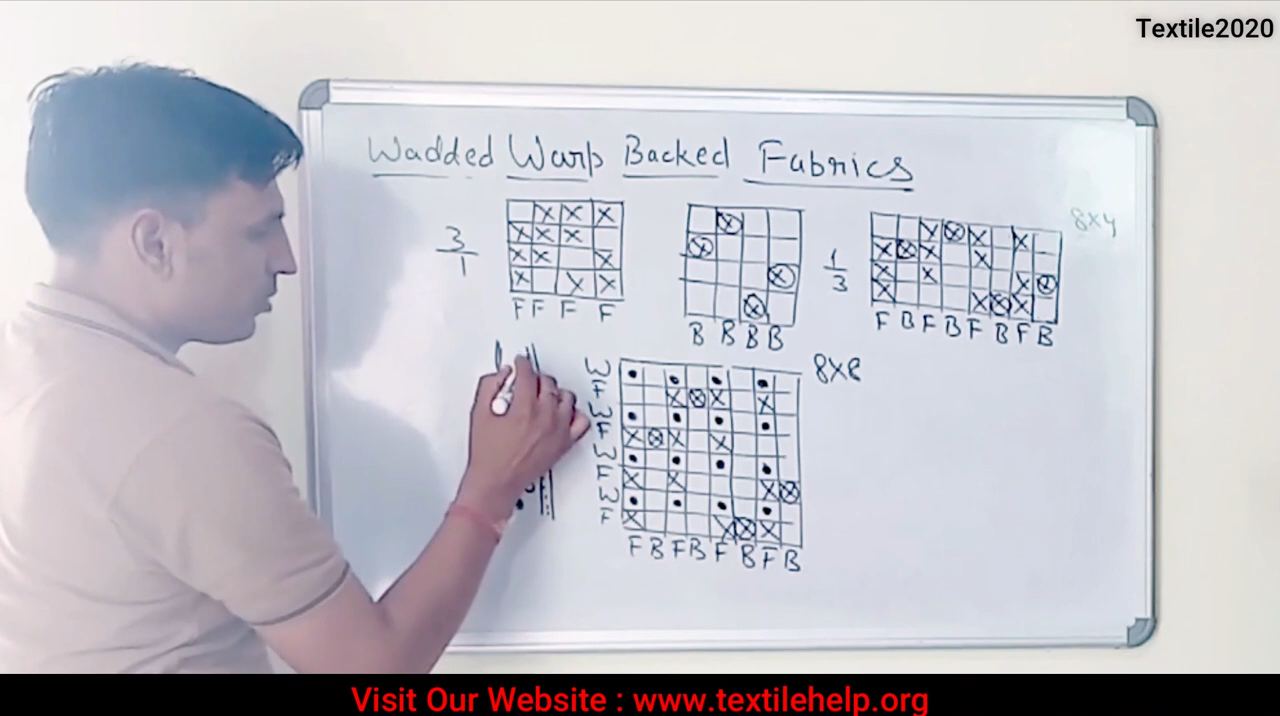 Textile2020
Wadded Warp Backed Fabrics
3/1
F F F F
B B B B
1/3
8x4
F B F B F B F B
8x8
W
F
W
F
W
F
W
F
F B F B F B F B
Visit Our Website : www.textilehelp.org